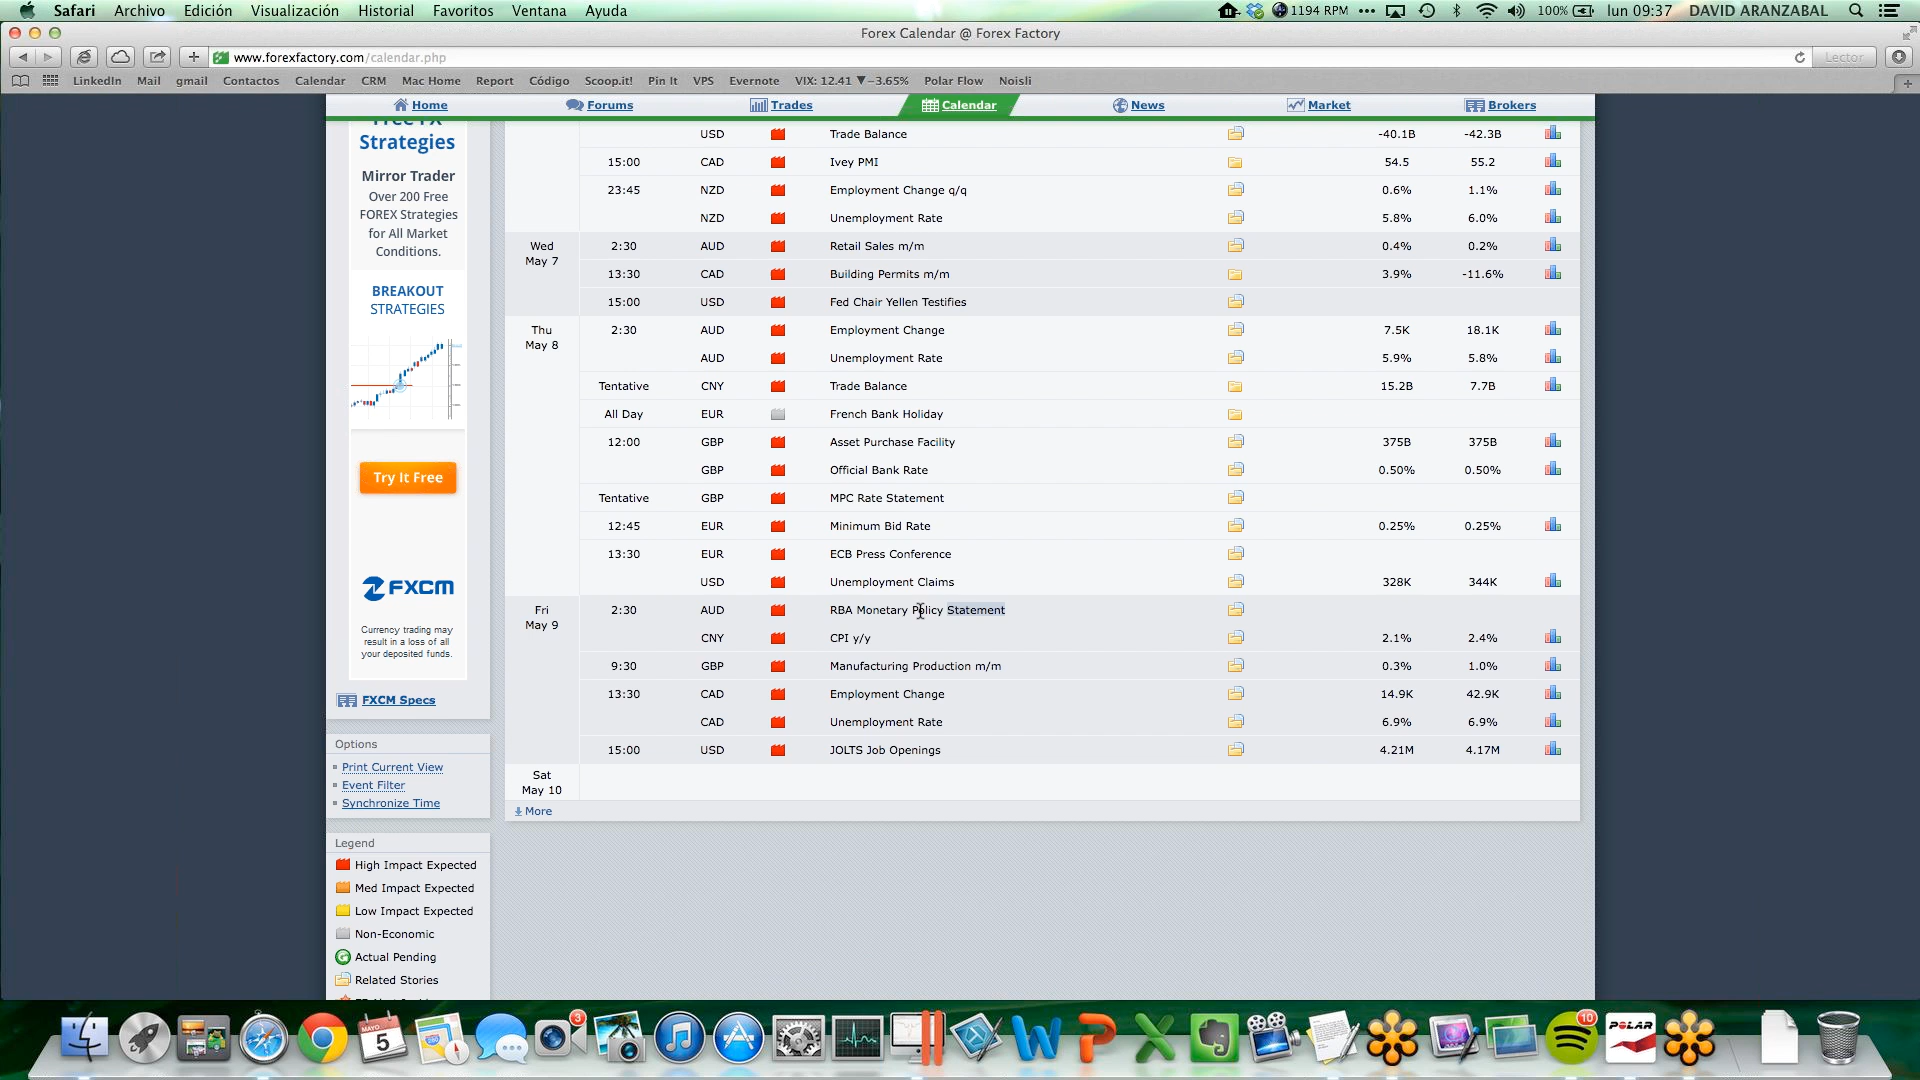 Safari Archivo Edición Visualización Historial Favoritos Ventana Ayuda 1194 RPM 100% lun 09:37 DAVID ARANZABAL
Forex Calendar @ Forex Factory
www.forexfactory.com/calendar.php Lector
LinkedIn Mail gmail Contactos Calendar CRM Mac Home Report Código Scoop.it! Pin It VPS Evernote VIX: 12.41 ▼−3.65% Polar Flow Noisli
Home Forums Trades Calendar News Market Brokers
Strategies
Mirror Trader
Over 200 Free
FOREX Strategies
for All Market
Conditions.
BREAKOUT
STRATEGIES
Try It Free
FXCM
Currency trading may
result in a loss of all
your deposited funds.
FXCM Specs
Options
Print Current View
Event Filter
Synchronize Time
Legend
High Impact Expected
Med Impact Expected
Low Impact Expected
Non-Economic
Actual Pending
Related Stories
USD Trade Balance -40.1B -42.3B
15:00 CAD Ivey PMI 54.5 55.2
23:45 NZD Employment Change q/q 0.6% 1.1%
NZD Unemployment Rate 5.8% 6.0%
Wed May 7 2:30 AUD Retail Sales m/m 0.4% 0.2%
13:30 CAD Building Permits m/m 3.9% -11.6%
15:00 USD Fed Chair Yellen Testifies
Thu May 8 2:30 AUD Employment Change 7.5K 18.1K
AUD Unemployment Rate 5.9% 5.8%
Tentative CNY Trade Balance 15.2B 7.7B
All Day EUR French Bank Holiday
12:00 GBP Asset Purchase Facility 375B 375B
GBP Official Bank Rate 0.50% 0.50%
Tentative GBP MPC Rate Statement
12:45 EUR Minimum Bid Rate 0.25% 0.25%
13:30 EUR ECB Press Conference
USD Unemployment Claims 328K 344K
Fri May 9 2:30 AUD RBA Monetary Policy Statement
CNY CPI y/y 2.1% 2.4%
9:30 GBP Manufacturing Production m/m 0.3% 1.0%
13:30 CAD Employment Change 14.9K 42.9K
CAD Unemployment Rate 6.9% 6.9%
15:00 USD JOLTS Job Openings 4.21M 4.17M
Sat May 10
More
MAYO
5
3
10
POLAR